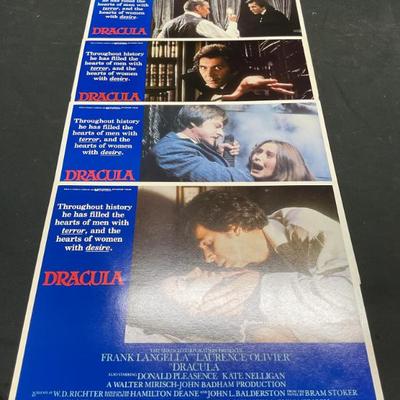 hearts of men with
terror, and the
hearts of women
with desire.
DRACULA
Throughout history
he has filled the
hearts of men with
terror, and the
hearts of women
with desire.
DRACULA
Throughout history
he has filled the
hearts of men with
terror, and the
hearts of women
with desire.
DRACULA
Throughout history
he has filled the
hearts of men with
terror, and the
hearts of women
with desire.
DRACULA
FRANK LANGELLA LAURENCE OLIVIER
"DRACULA"
ALSO STARRING DONALD PLEASENCE KATE NELLIGAN
A WALTER MIRISCH-JOHN BADHAM PRODUCTION
W.D. RICHTER HAMILTON DEANE AND JOHN L. BALDERSTON BRAM STOKER